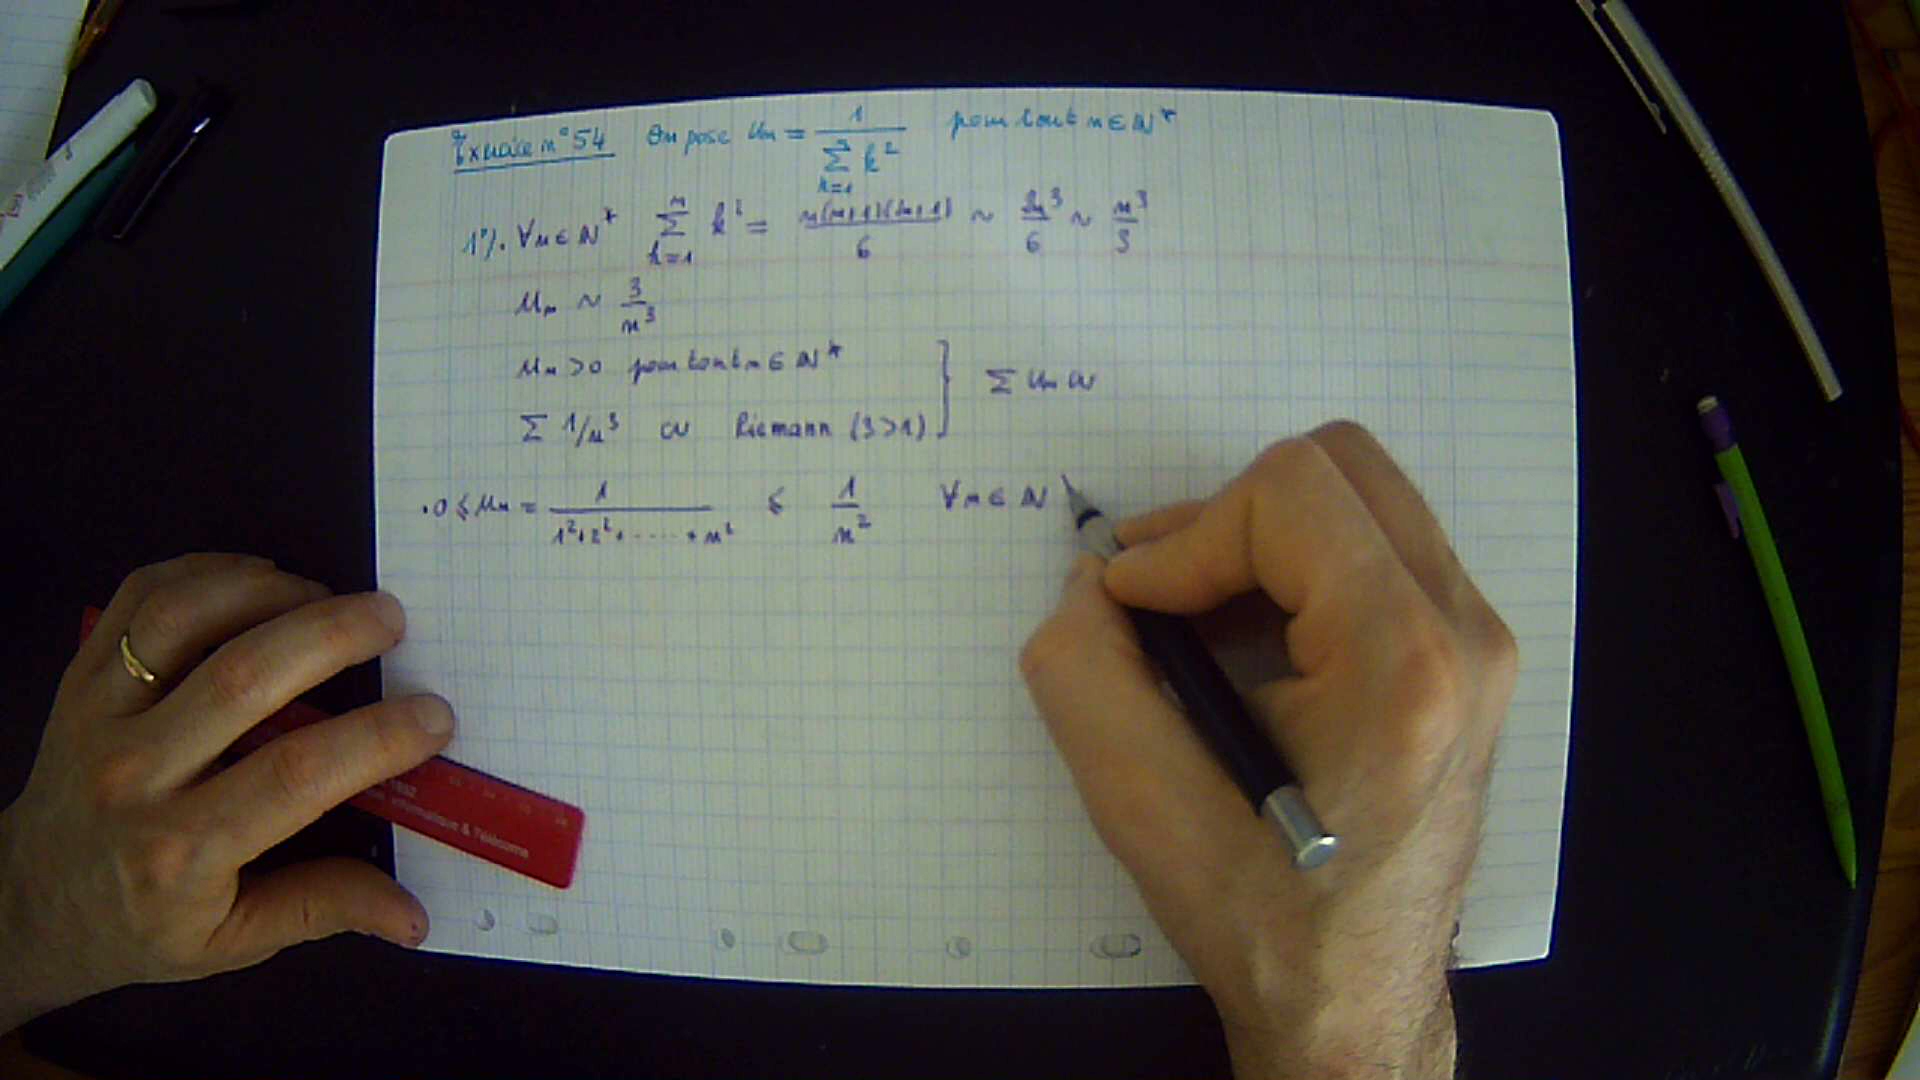 Exercice n°54 On pose Un = 1 / Σ_{k=1}^{n} k² pour tout n ∈ ℕ*
1°/. ∀n ∈ ℕ* Σ_{k=1}^{n} k² = n(n+1)(2n+1)/6 ~ 2n³/6 ~ n³/3
Un ~ 3/n³
Un > 0 pour tout n ∈ ℕ* } Σ Un cv
Σ 1/n³ cv Riemann (3>1)
. 0 ≤ Un = 1 / (1²+2²+.....+n²) ≤ 1/n² ∀n ∈ ℕ
Informatique & Télécoms